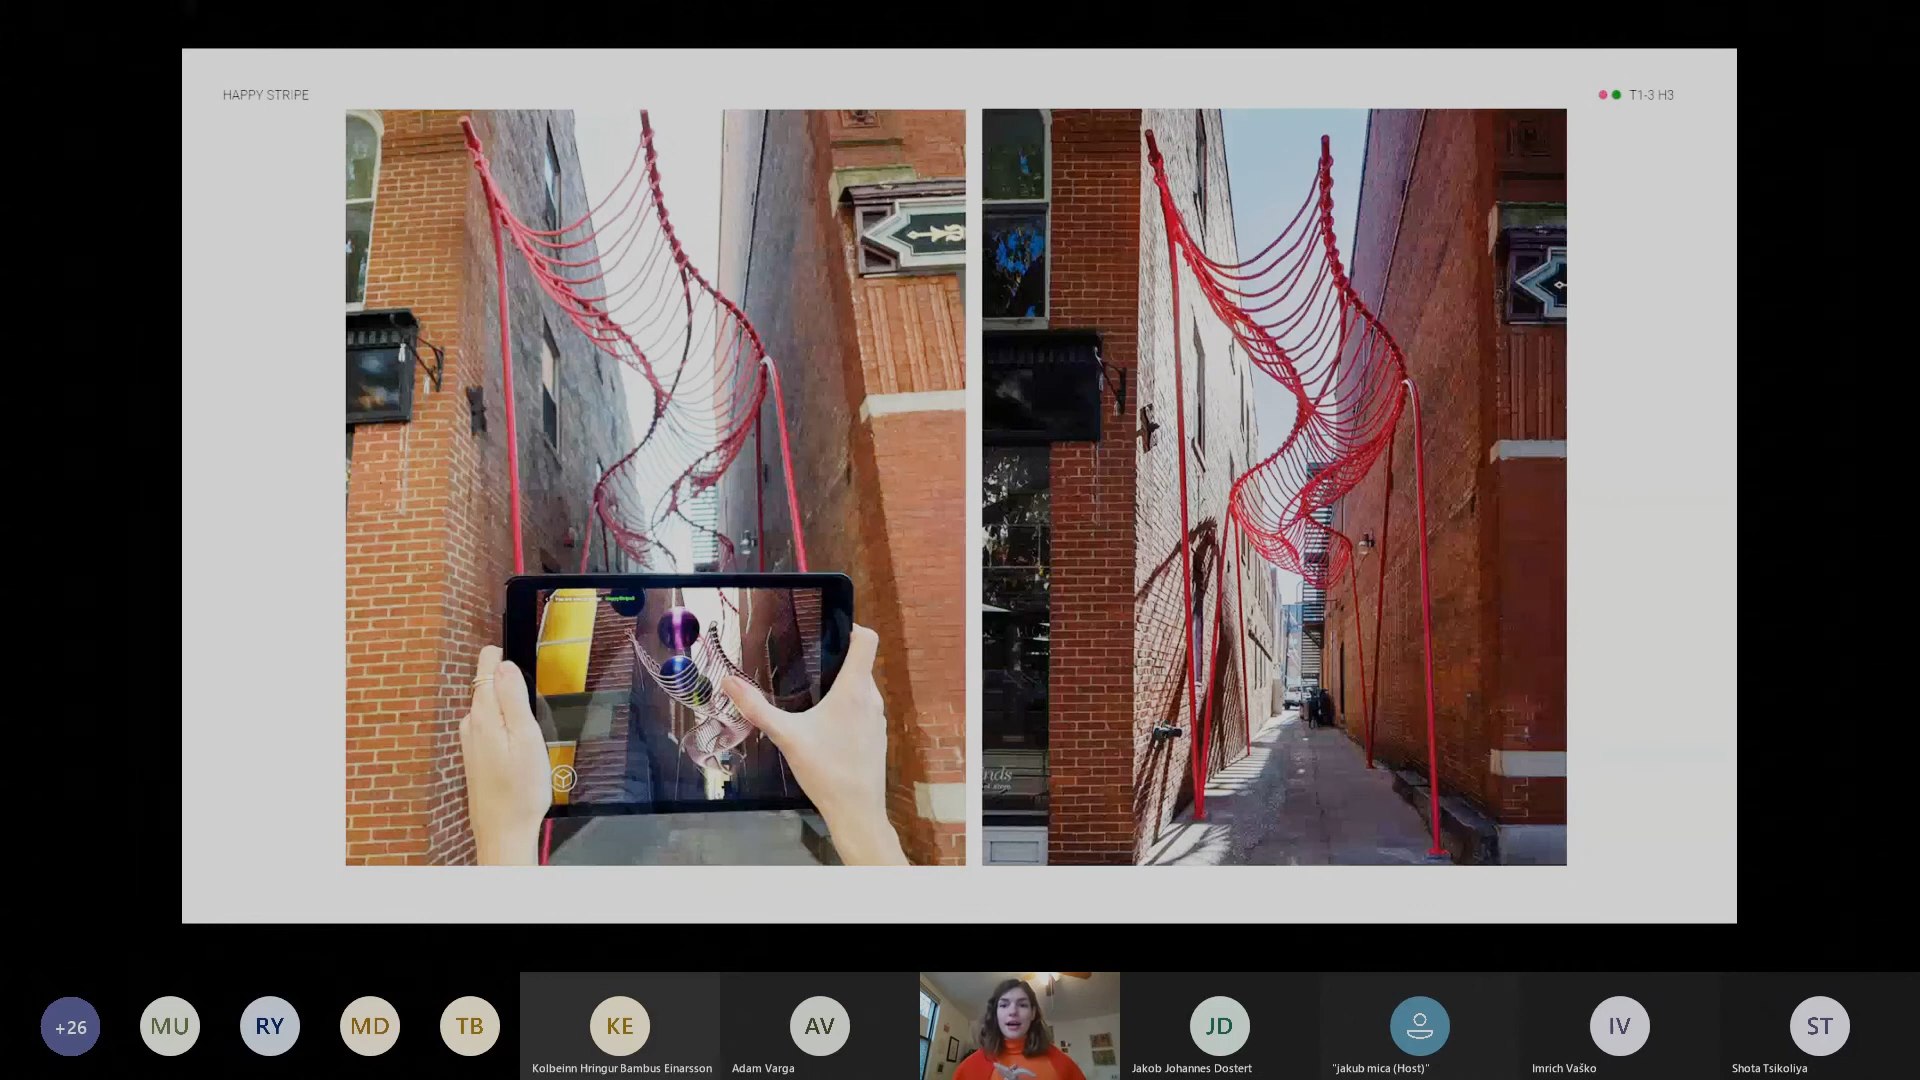 HAPPY STRIPE
T1-3 H3
nds
+26
MU
RY
MD
TB
KE
AV
JD
IV
ST
Kolbeinn Hringur Bambus Einarsson
Adam Varga
Jakob Johannes Dostert
"jakub mica (Host)"
Imrich Vaško
Shota Tsikoliya